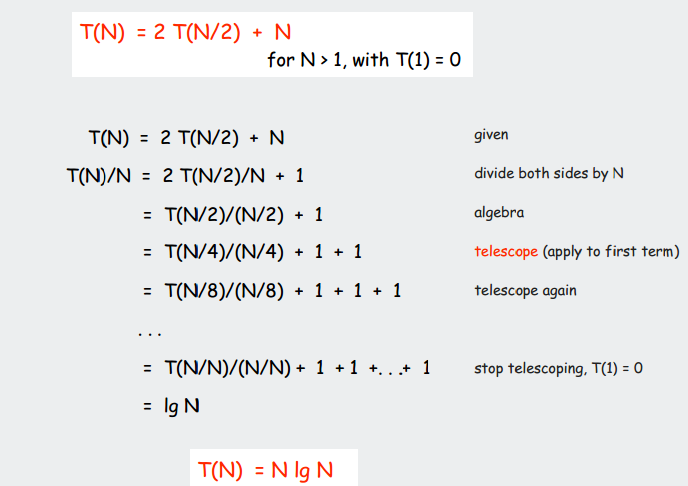 T(N) = 2 T(N/2) + N
for N > 1, with T(1) = 0
T(N) = 2 T(N/2) + N given
T(N)/N = 2 T(N/2)/N + 1 divide both sides by N
= T(N/2)/(N/2) + 1 algebra
= T(N/4)/(N/4) + 1 + 1 telescope (apply to first term)
= T(N/8)/(N/8) + 1 + 1 + 1 telescope again
. . .
= T(N/N)/(N/N) + 1 +1 +. . .+ 1 stop telescoping, T(1) = 0
= lg N
T(N) = N lg N